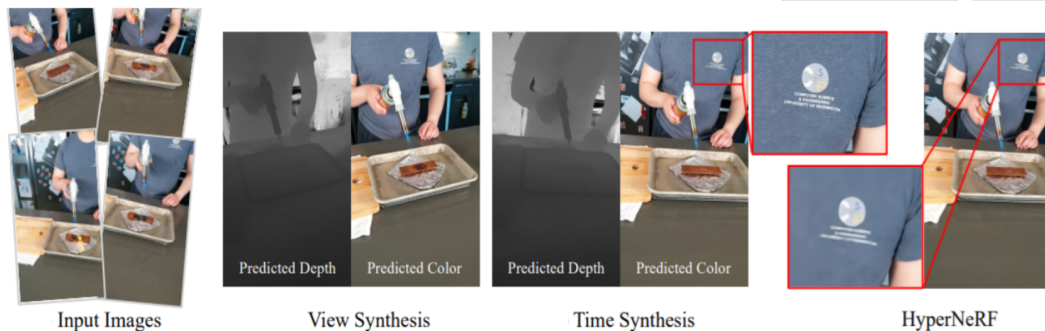 COMPUTER SCIENCE
& ENGINEERING
UNIVERSITY OF WASHINGTON
Predicted Depth
Predicted Color
Predicted Depth
Predicted Color
Input Images
View Synthesis
Time Synthesis
HyperNeRF